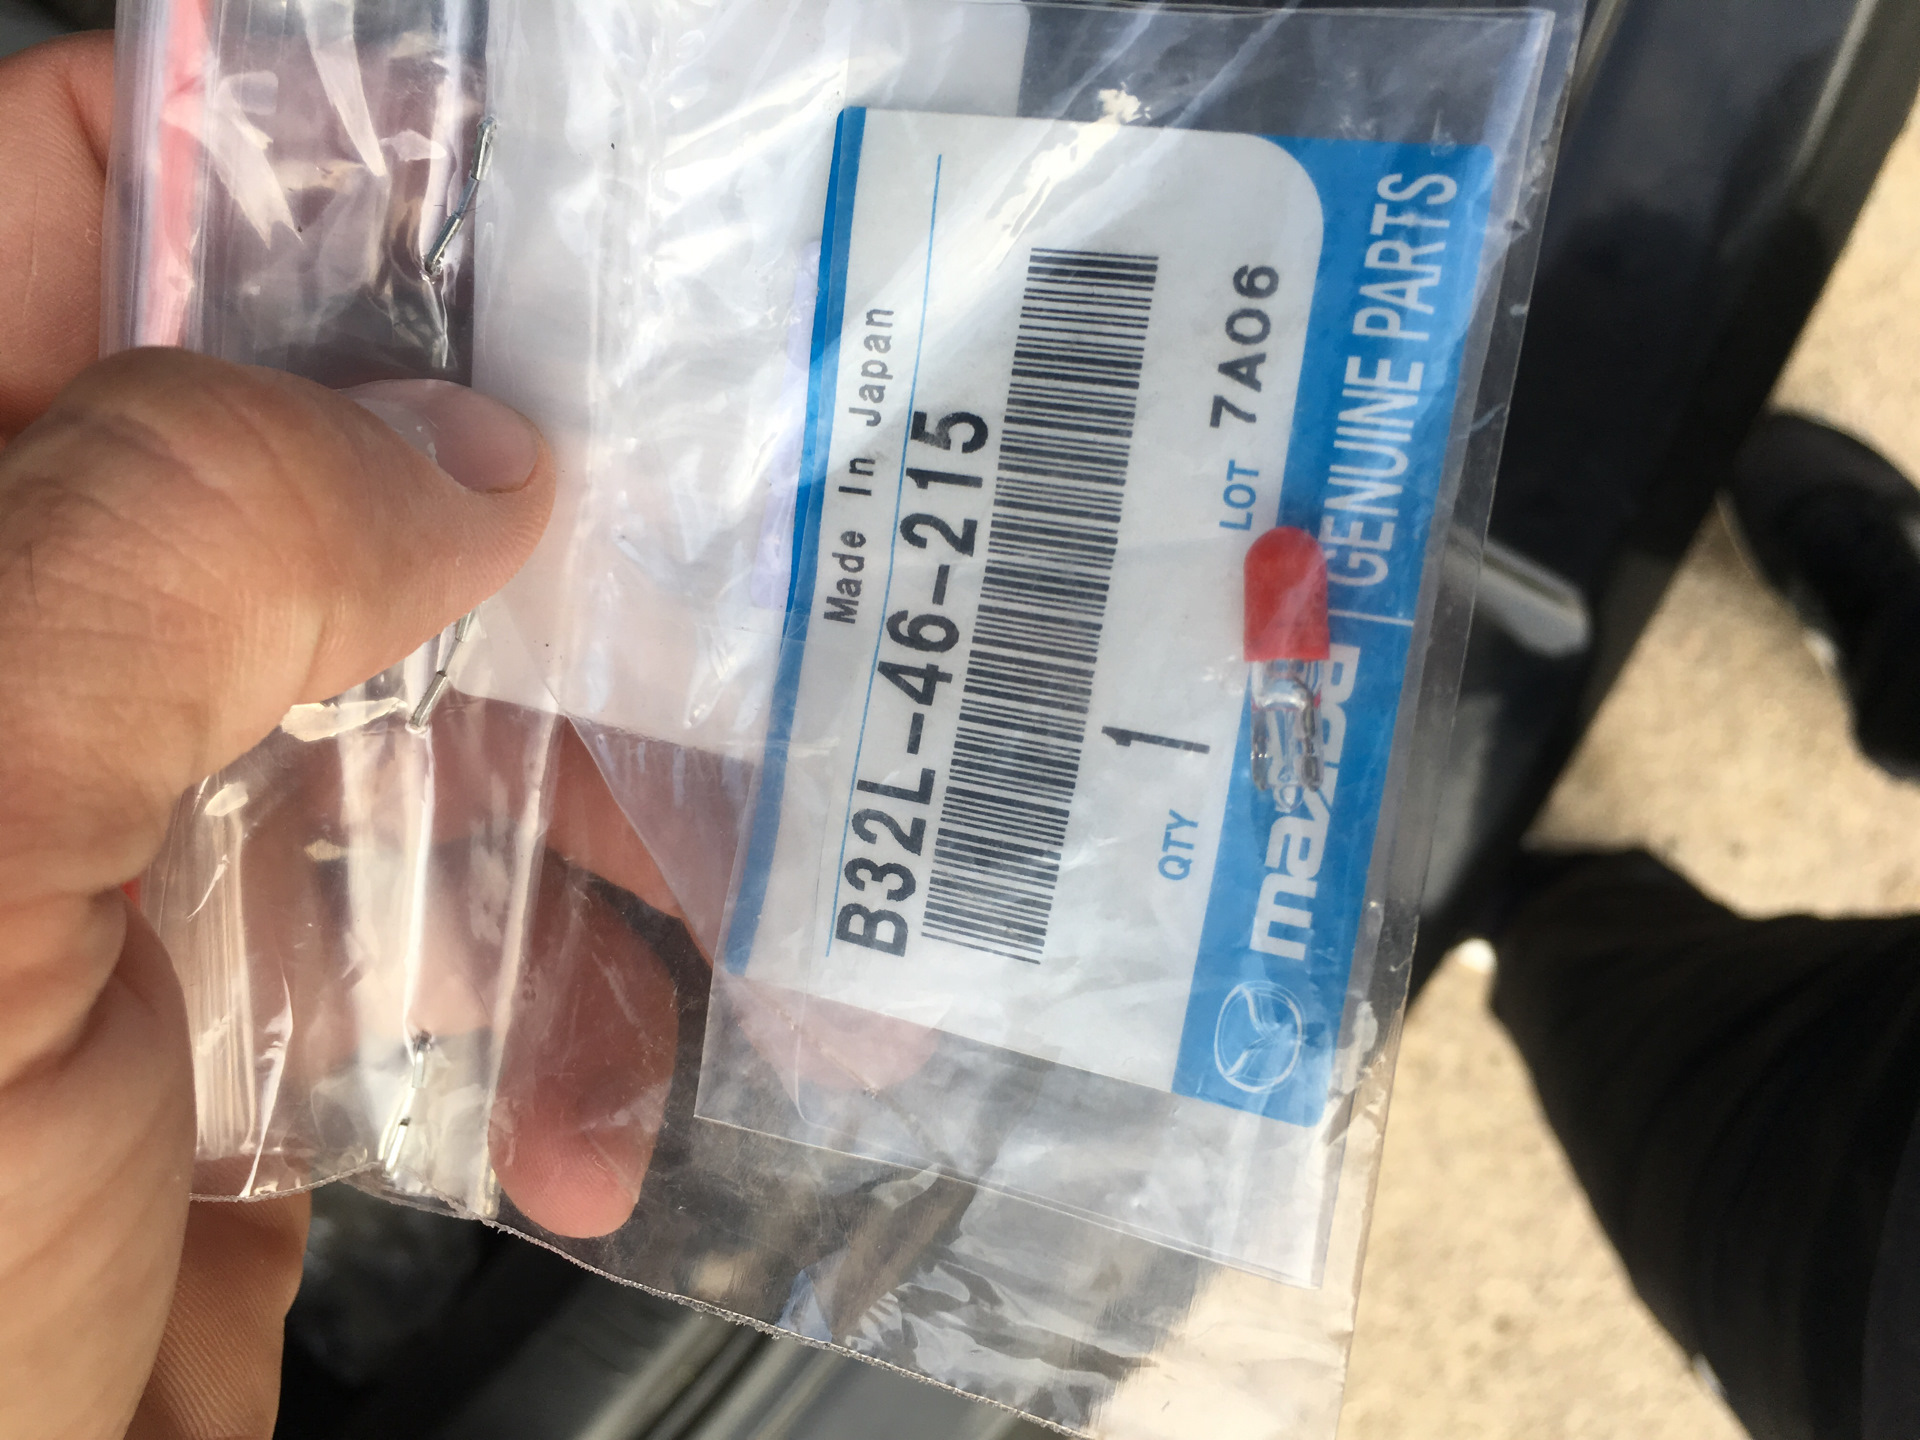 Made In Japan
B32L-46-215
QTY 1 LOT 7A06
mazda GENUINE PARTS